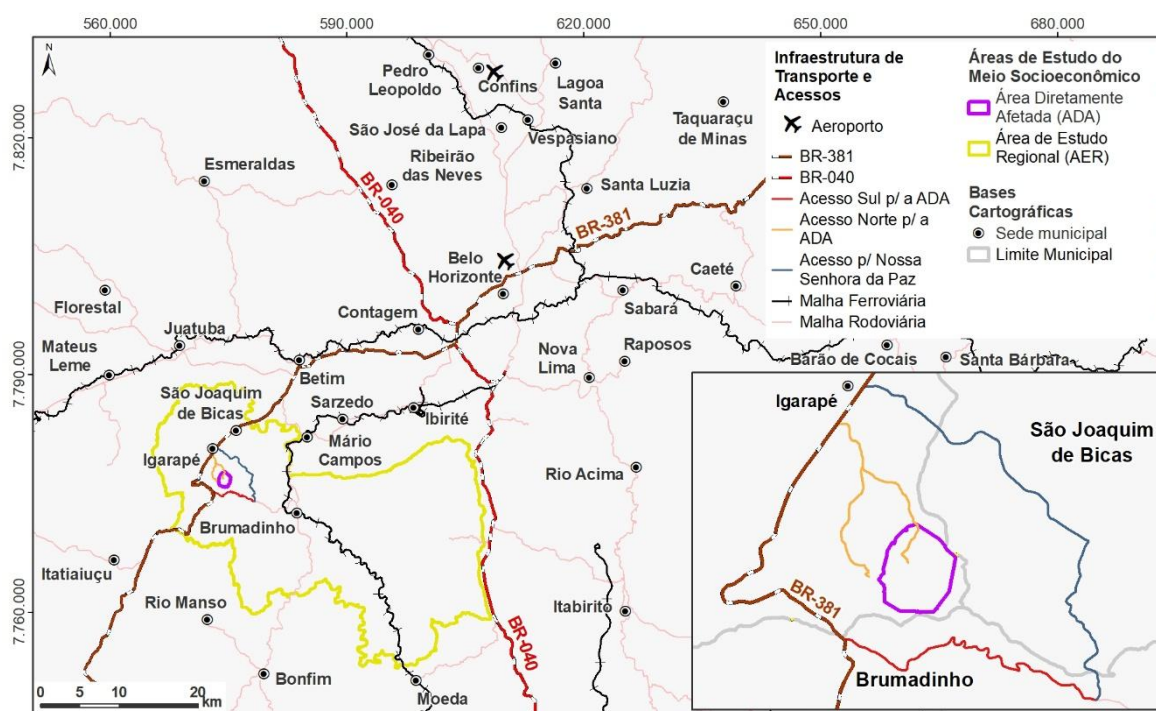 560.000
590.000
620.000
650.000
680.000
7.820.000
7.790.000
7.760.000
N
Pedro
Leopoldo
Confins
Lagoa
Santa
São José da Lapa
Vespasiano
Taquaraçu
de Minas
Ribeirão
das Neves
Esmeraldas
Santa Luzia
BR-040
BR-381
Belo
Horizonte
Caeté
Florestal
Contagem
Sabará
Juatuba
Mateus
Leme
Nova
Lima
Raposos
Barão de Cocais
Santa Bárbara
Betim
São Joaquim
de Bicas
Sarzedo
Ibirité
Mário
Campos
Igarapé
Rio Acima
Brumadinho
Itatiaiuçu
Rio Manso
Itabirito
BR-040
Bonfim
Moeda
0 5 10 20
km
Infraestrutura de
Transporte e
Acessos
Aeroporto
BR-381
BR-040
Acesso Sul p/ a ADA
Acesso Norte p/ a
ADA
Acesso p/ Nossa
Senhora da Paz
Malha Ferroviária
Malha Rodoviária
Áreas de Estudo do
Meio Socioeconômico
Área Diretamente
Afetada (ADA)
Área de Estudo
Regional (AER)
Bases
Cartográficas
Sede municipal
Limite Municipal
Igarapé
São Joaquim
de Bicas
BR-381
Brumadinho